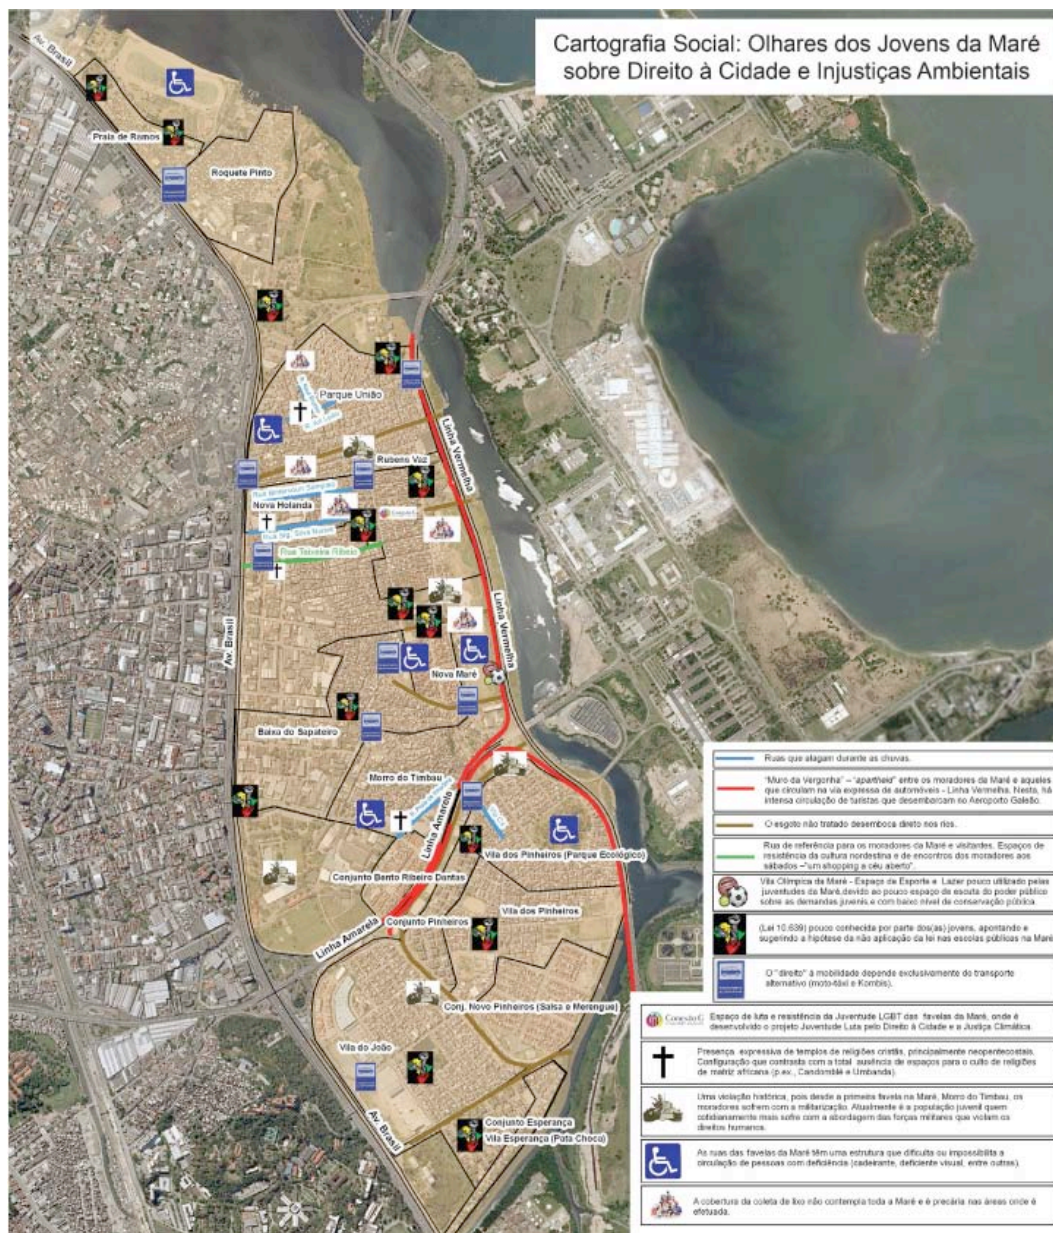 Cartografia Social: Olhares dos Jovens da Maré
sobre Direito à Cidade e Injustiças Ambientais
Av. Brasil
Praia de Ramos
Roquete Pinto
Parque União
Linha Vermelha
Rubens Vaz
Nova Holanda
Rua Teixeira Ribeio
Linha Vermelha
Av. Brasil
Nova Maré
Baixa do Sapateiro
Morro do Timbau
Linha Amarela
Vila dos Pinheiros (Parque Ecológico)
Conjunto Bento Ribeiro Dantas
Vila dos Pinheiros
Conjunto Pinheiros
Linha Amarela
Conj. Novo Pinheiros (Salsa e Merengue)
Vila do João
Av. Brasil
Conjunto Esperança
Vila Esperança (Pata Choca)
Ruas que alagam durante as chuvas.
"Muro da Vergonha" – "apartheid" entre os moradores da Maré e aqueles
que circulam na via expressa de automóveis - Linha Vermelha. Nesta, há
intensa circulação de turistas que desembarcam no Aeroporto Galeão.
O esgoto não tratado desemboca direto nos rios.
Rua de referência para os moradores da Maré e visitantes. Espaços de
resistência da cultura nordestina e de encontros dos moradores aos
sábados –"um shopping a céu aberto".
Vila Olímpica da Maré - Espaço de Esporte e Lazer pouco utilizado pelas
juventudes da Maré,devido ao pouco espaço de escuta do poder público
sobre as demandas juvenis e com baixo nível de conservação pública.
(Lei 10.639) pouco conhecida por parte dos(as) jovens, apontando e
sugerindo a hipótese da não aplicação da lei nas escolas públicas na Maré
O "direito" à mobilidade depende exclusivamente do transporte
alternativo (moto-táxi e Kombis).
Conexão G
Espaço de luta e resistência da Juventude LGBT das favelas da Maré, onde é
desenvolvido o projeto Juventude Luta pelo Direito à Cidade e a Justiça Climática.
Presença expressiva de templos de religiões cristãs, principalmente neopentecostais.
Configuração que contrasta com a total ausência de espaços para o culto de religiões
de matriz africana (p.ex., Candomblé e Umbanda).
Uma violação histórica, pois desde a primeira favela na Maré, Morro do Timbau, os
moradores sofrem com a militarização. Atualmente é a população juvenil quem
cotidianamente mais sofre com a abordagem das forças militares que violam os
direitos humanos.
As ruas das favelas da Maré têm uma estrutura que dificulta ou impossibilita a
circulação de pessoas com deficiência (cadeirante, deficiente visual, entre outras).
A cobertura da coleta de lixo não contempla toda a Maré e é precária nas áreas onde é
efetuada.